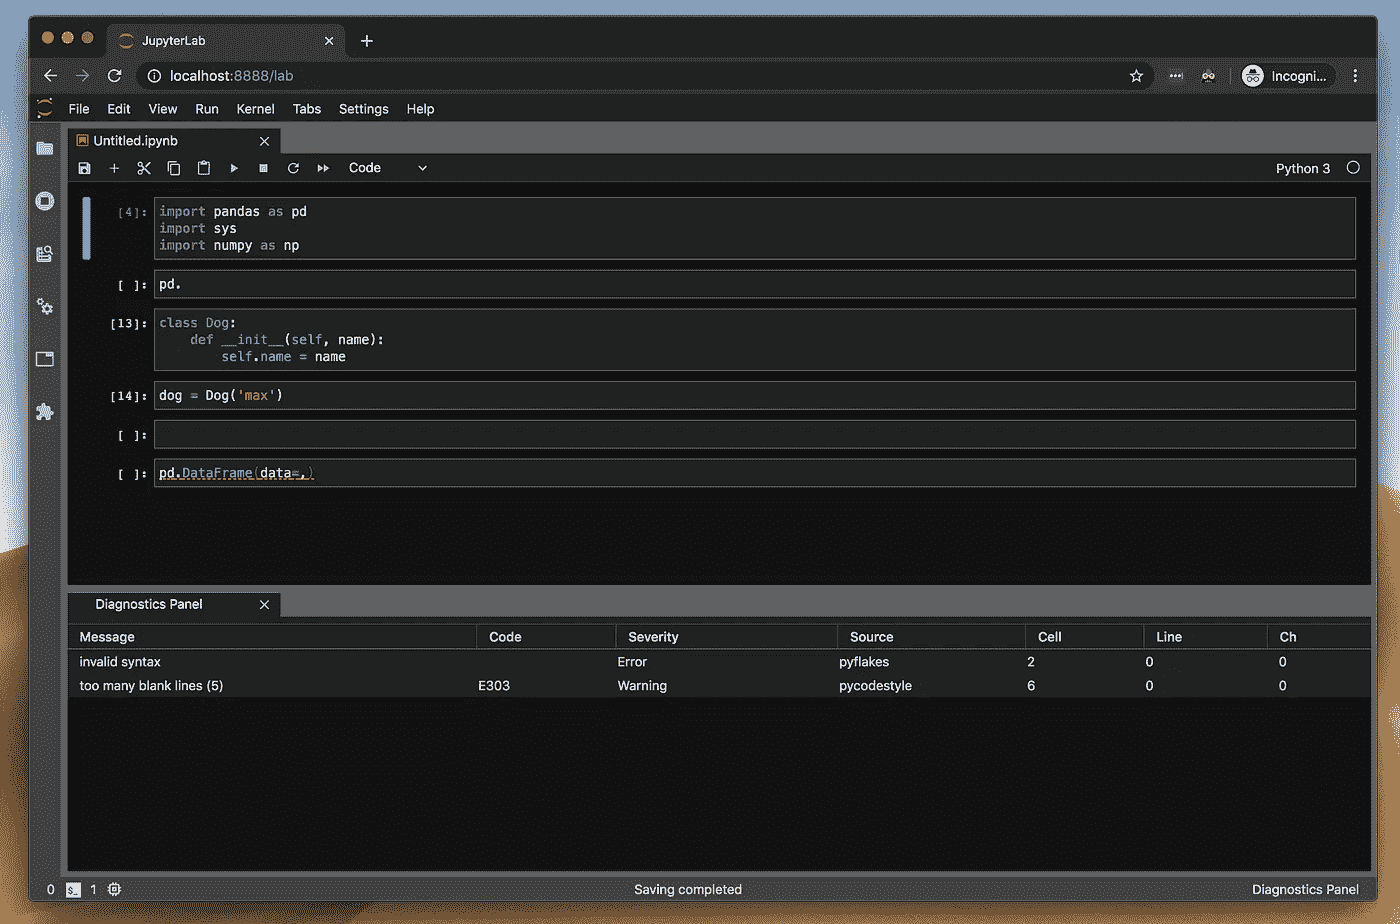 JupyterLab
localhost:8888/lab
Incogni...
File Edit View Run Kernel Tabs Settings Help
Untitled.ipynb
Code
Python 3
[4]: import pandas as pd
import sys
import numpy as np
[ ]: pd.
[13]: class Dog:
def __init__(self, name):
self.name = name
[14]: dog = Dog('max')
[ ]:
[ ]: pd.DataFrame(data=,)
Diagnostics Panel
Message Code Severity Source Cell Line Ch
invalid syntax Error pyflakes 2 0 0
too many blank lines (5) E303 Warning pycodestyle 6 0 0
0 $_ 1 Saving completed Diagnostics Panel